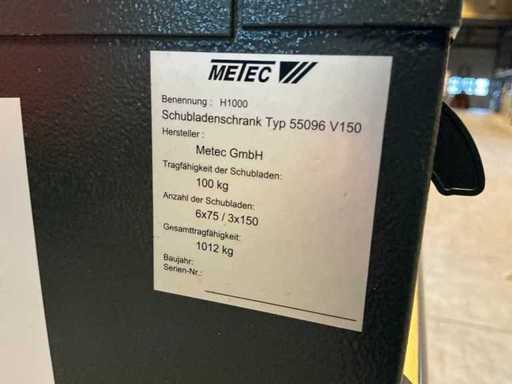 METEC
Benennung : H1000
Schubladenschrank Typ 55096 V150
Hersteller :
Metec GmbH
Tragfähigkeit der Schubladen:
100 kg
Anzahl der Schubladen:
6x75 / 3x150
Gesamttragfähigkeit:
1012 kg
Baujahr:
Serien-Nr.: